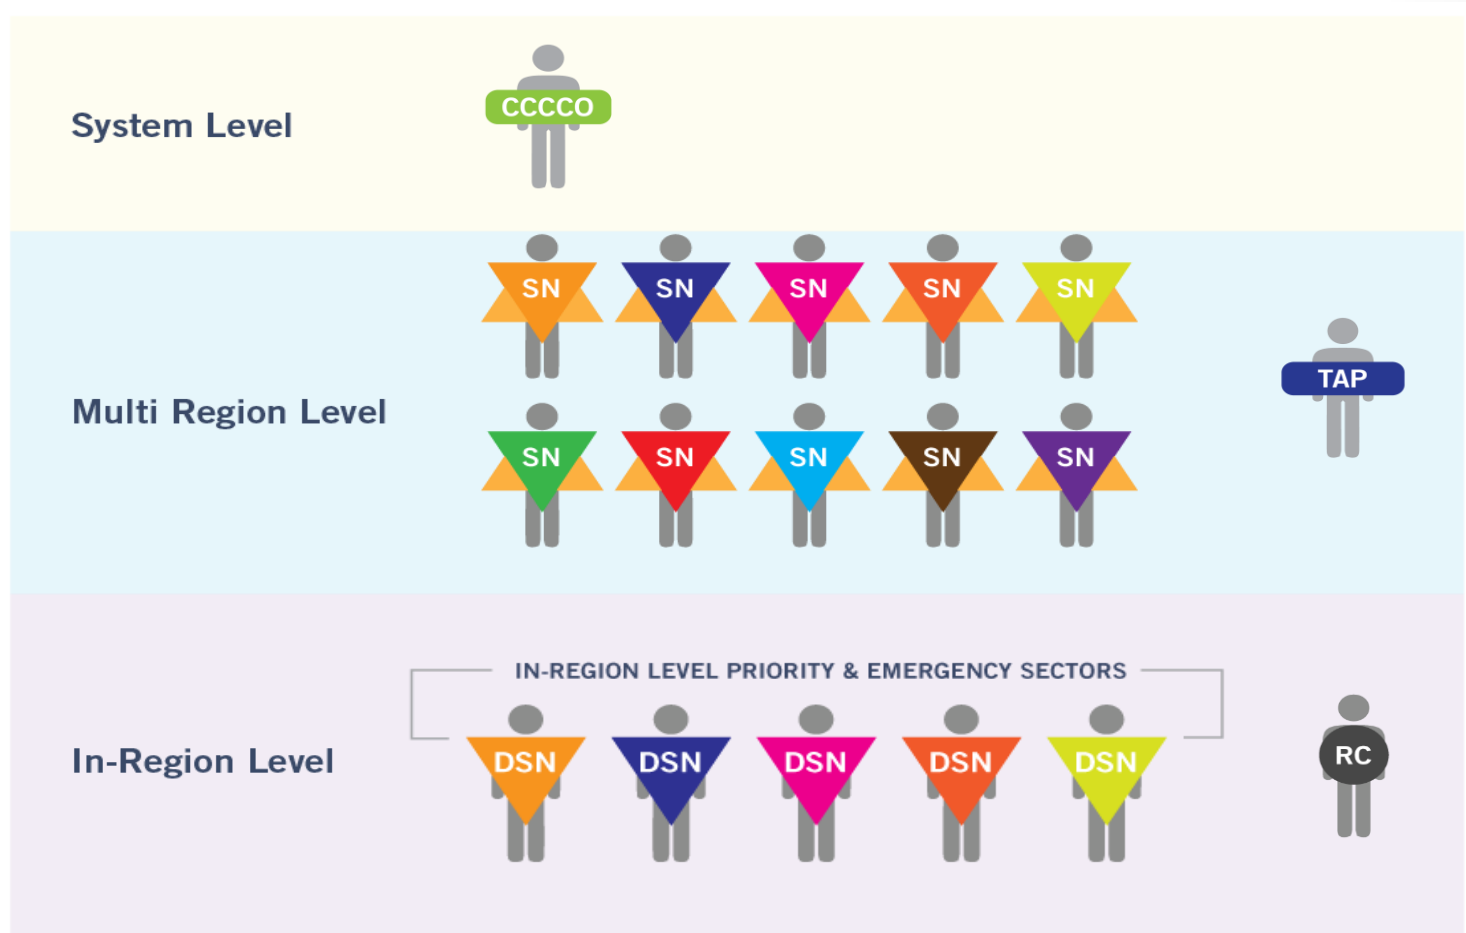 CCCCO
System Level
SN SN SN SN SN
TAP
Multi Region Level
SN SN SN SN SN
IN-REGION LEVEL PRIORITY & EMERGENCY SECTORS
In-Region Level
DSN DSN DSN DSN DSN
RC